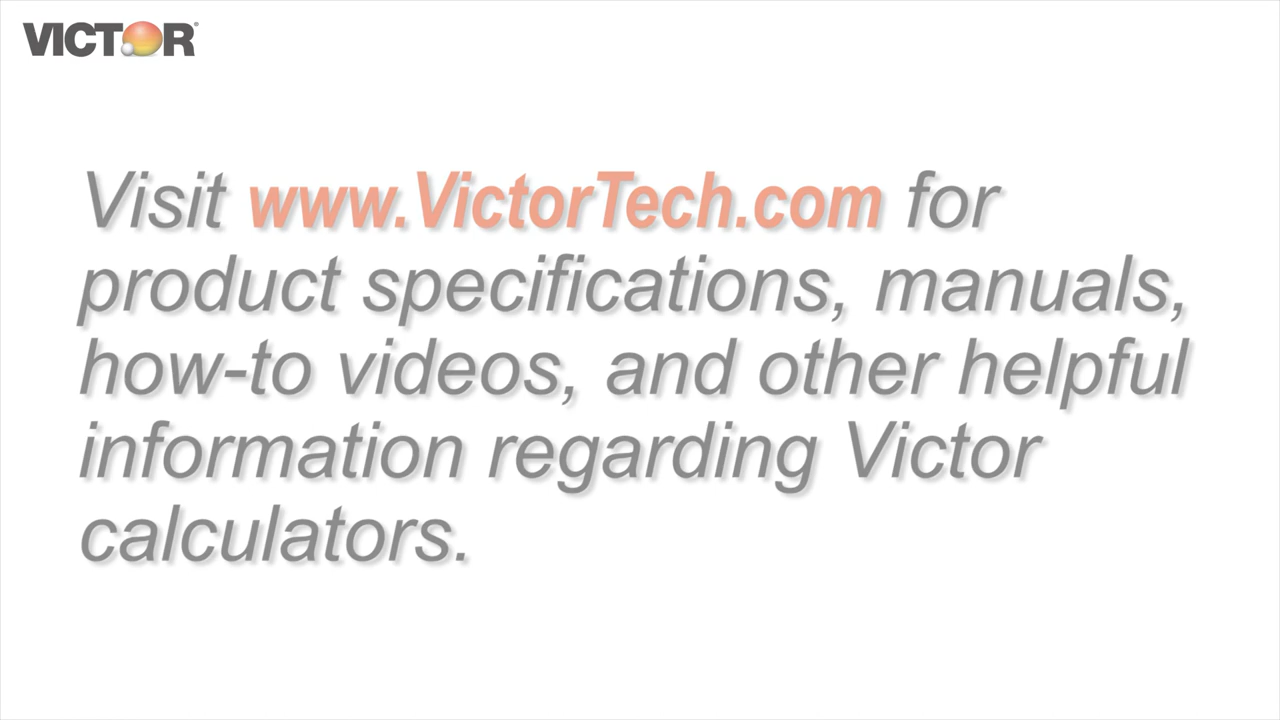 VICTOR®
Visit www.VictorTech.com for
product specifications, manuals,
how-to videos, and other helpful
information regarding Victor
calculators.